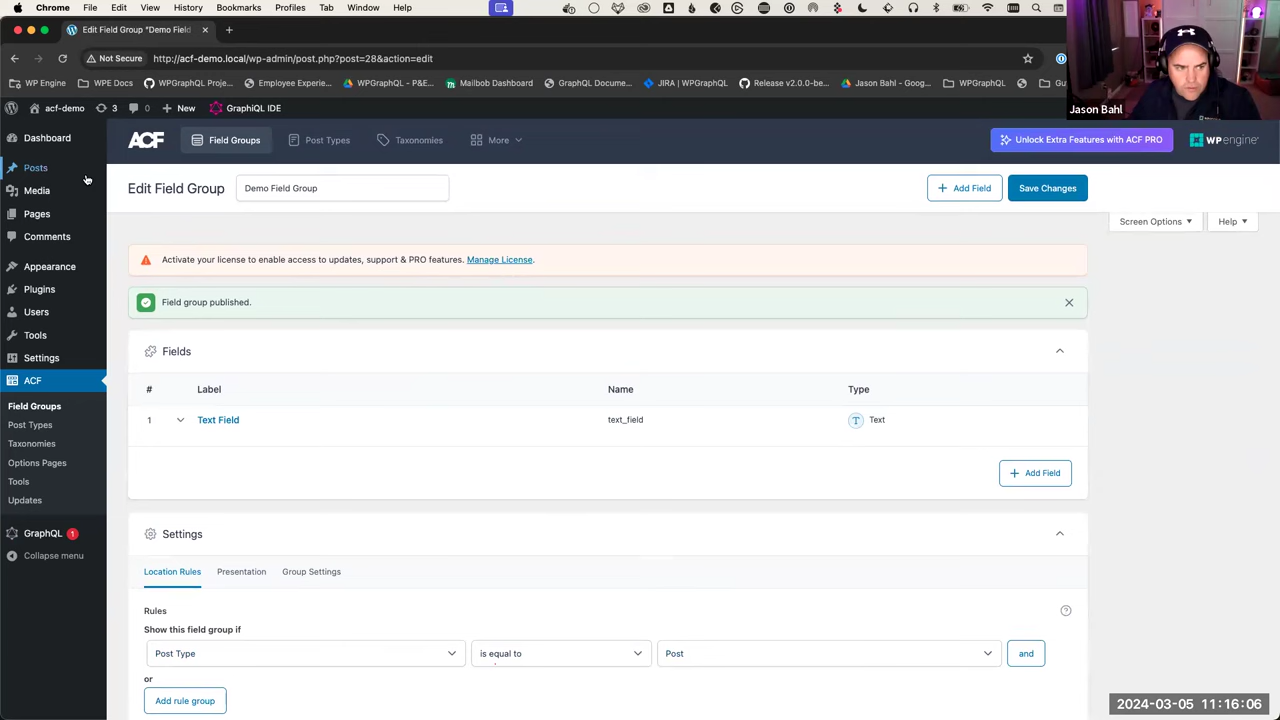 Chrome File Edit View History Bookmarks Profiles Tab Window Help
Edit Field Group "Demo Field
Not Secure http://acf-demo.local/wp-admin/post.php?post=28&action=edit
WP Engine WPE Docs WPGraphQL Proje... Employee Experie... WPGraphQL - P&E... Mailbolt Dashboard GraphQL Docume... JIRA | WPGraphQL Release v2.0.0-be... Jason Bahl - Goog... WPGraphQL
acf-demo 3 0 + New GraphiQL IDE
Jason Bahl
Dashboard
Posts
Media
Pages
Comments
Appearance
Plugins
Users
Tools
Settings
ACF
Field Groups
Post Types
Taxonomies
Options Pages
Tools
Updates
GraphQL 1
Collapse menu
ACF Field Groups Post Types Taxonomies More Unlock Extra Features with ACF PRO WPengine
Edit Field Group Demo Field Group + Add Field Save Changes
Screen Options Help
Activate your license to enable access to updates, support & PRO features. Manage License.
Field group published.
Fields
# Label Name Type
1 Text Field text_field T Text
+ Add Field
Settings
Location Rules Presentation Group Settings
Rules ?
Show this field group if
Post Type is equal to Post and
or
Add rule group
2024-03-05 11:16:06